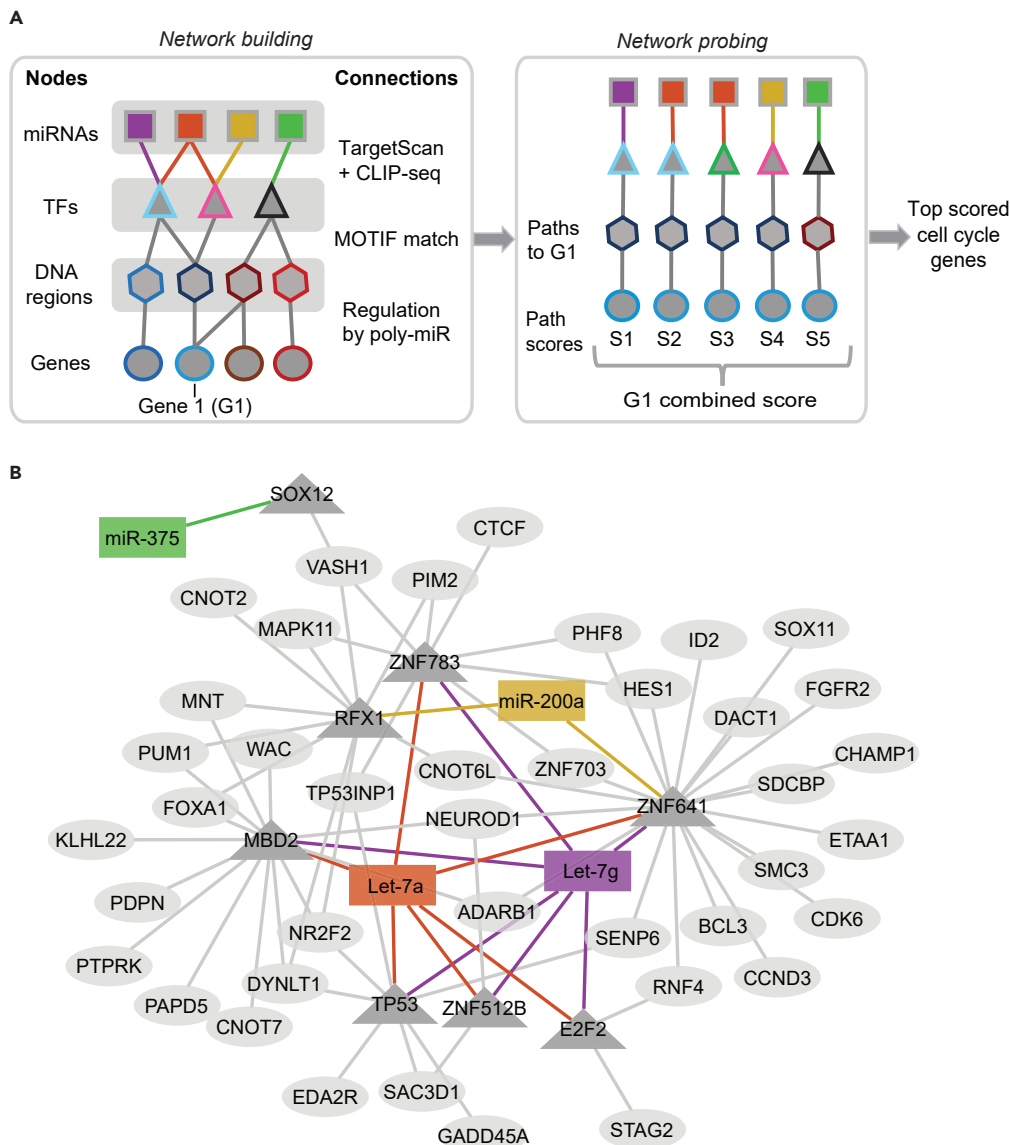 A
Network building
Network probing
Nodes
Connections
miRNAs
TargetScan
+ CLIP-seq
TFs
MOTIF match
DNA
regions
Regulation
by poly-miR
Genes
Gene 1 (G1)
Paths
to G1
Path
scores
S1 S2 S3 S4 S5
G1 combined score
Top scored
cell cycle
genes
B
SOX12
miR-375
CTCF
VASH1
PIM2
CNOT2
MAPK11
PHF8
ID2
SOX11
ZNF783
MNT
RFX1
miR-200a
HES1
FGFR2
DACT1
PUM1
WAC
CNOT6L
ZNF703
CHAMP1
SDCBP
FOXA1
TP53INP1
NEUROD1
ZNF641
KLHL22
MBD2
ETAA1
Let-7a
Let-7g
SMC3
PDPN
ADARB1
CDK6
NR2F2
SENP6
BCL3
PTPRK
CCND3
DYNLT1
RNF4
PAPD5
TP53
ZNF512B
CNOT7
E2F2
EDA2R
SAC3D1
GADD45A
STAG2